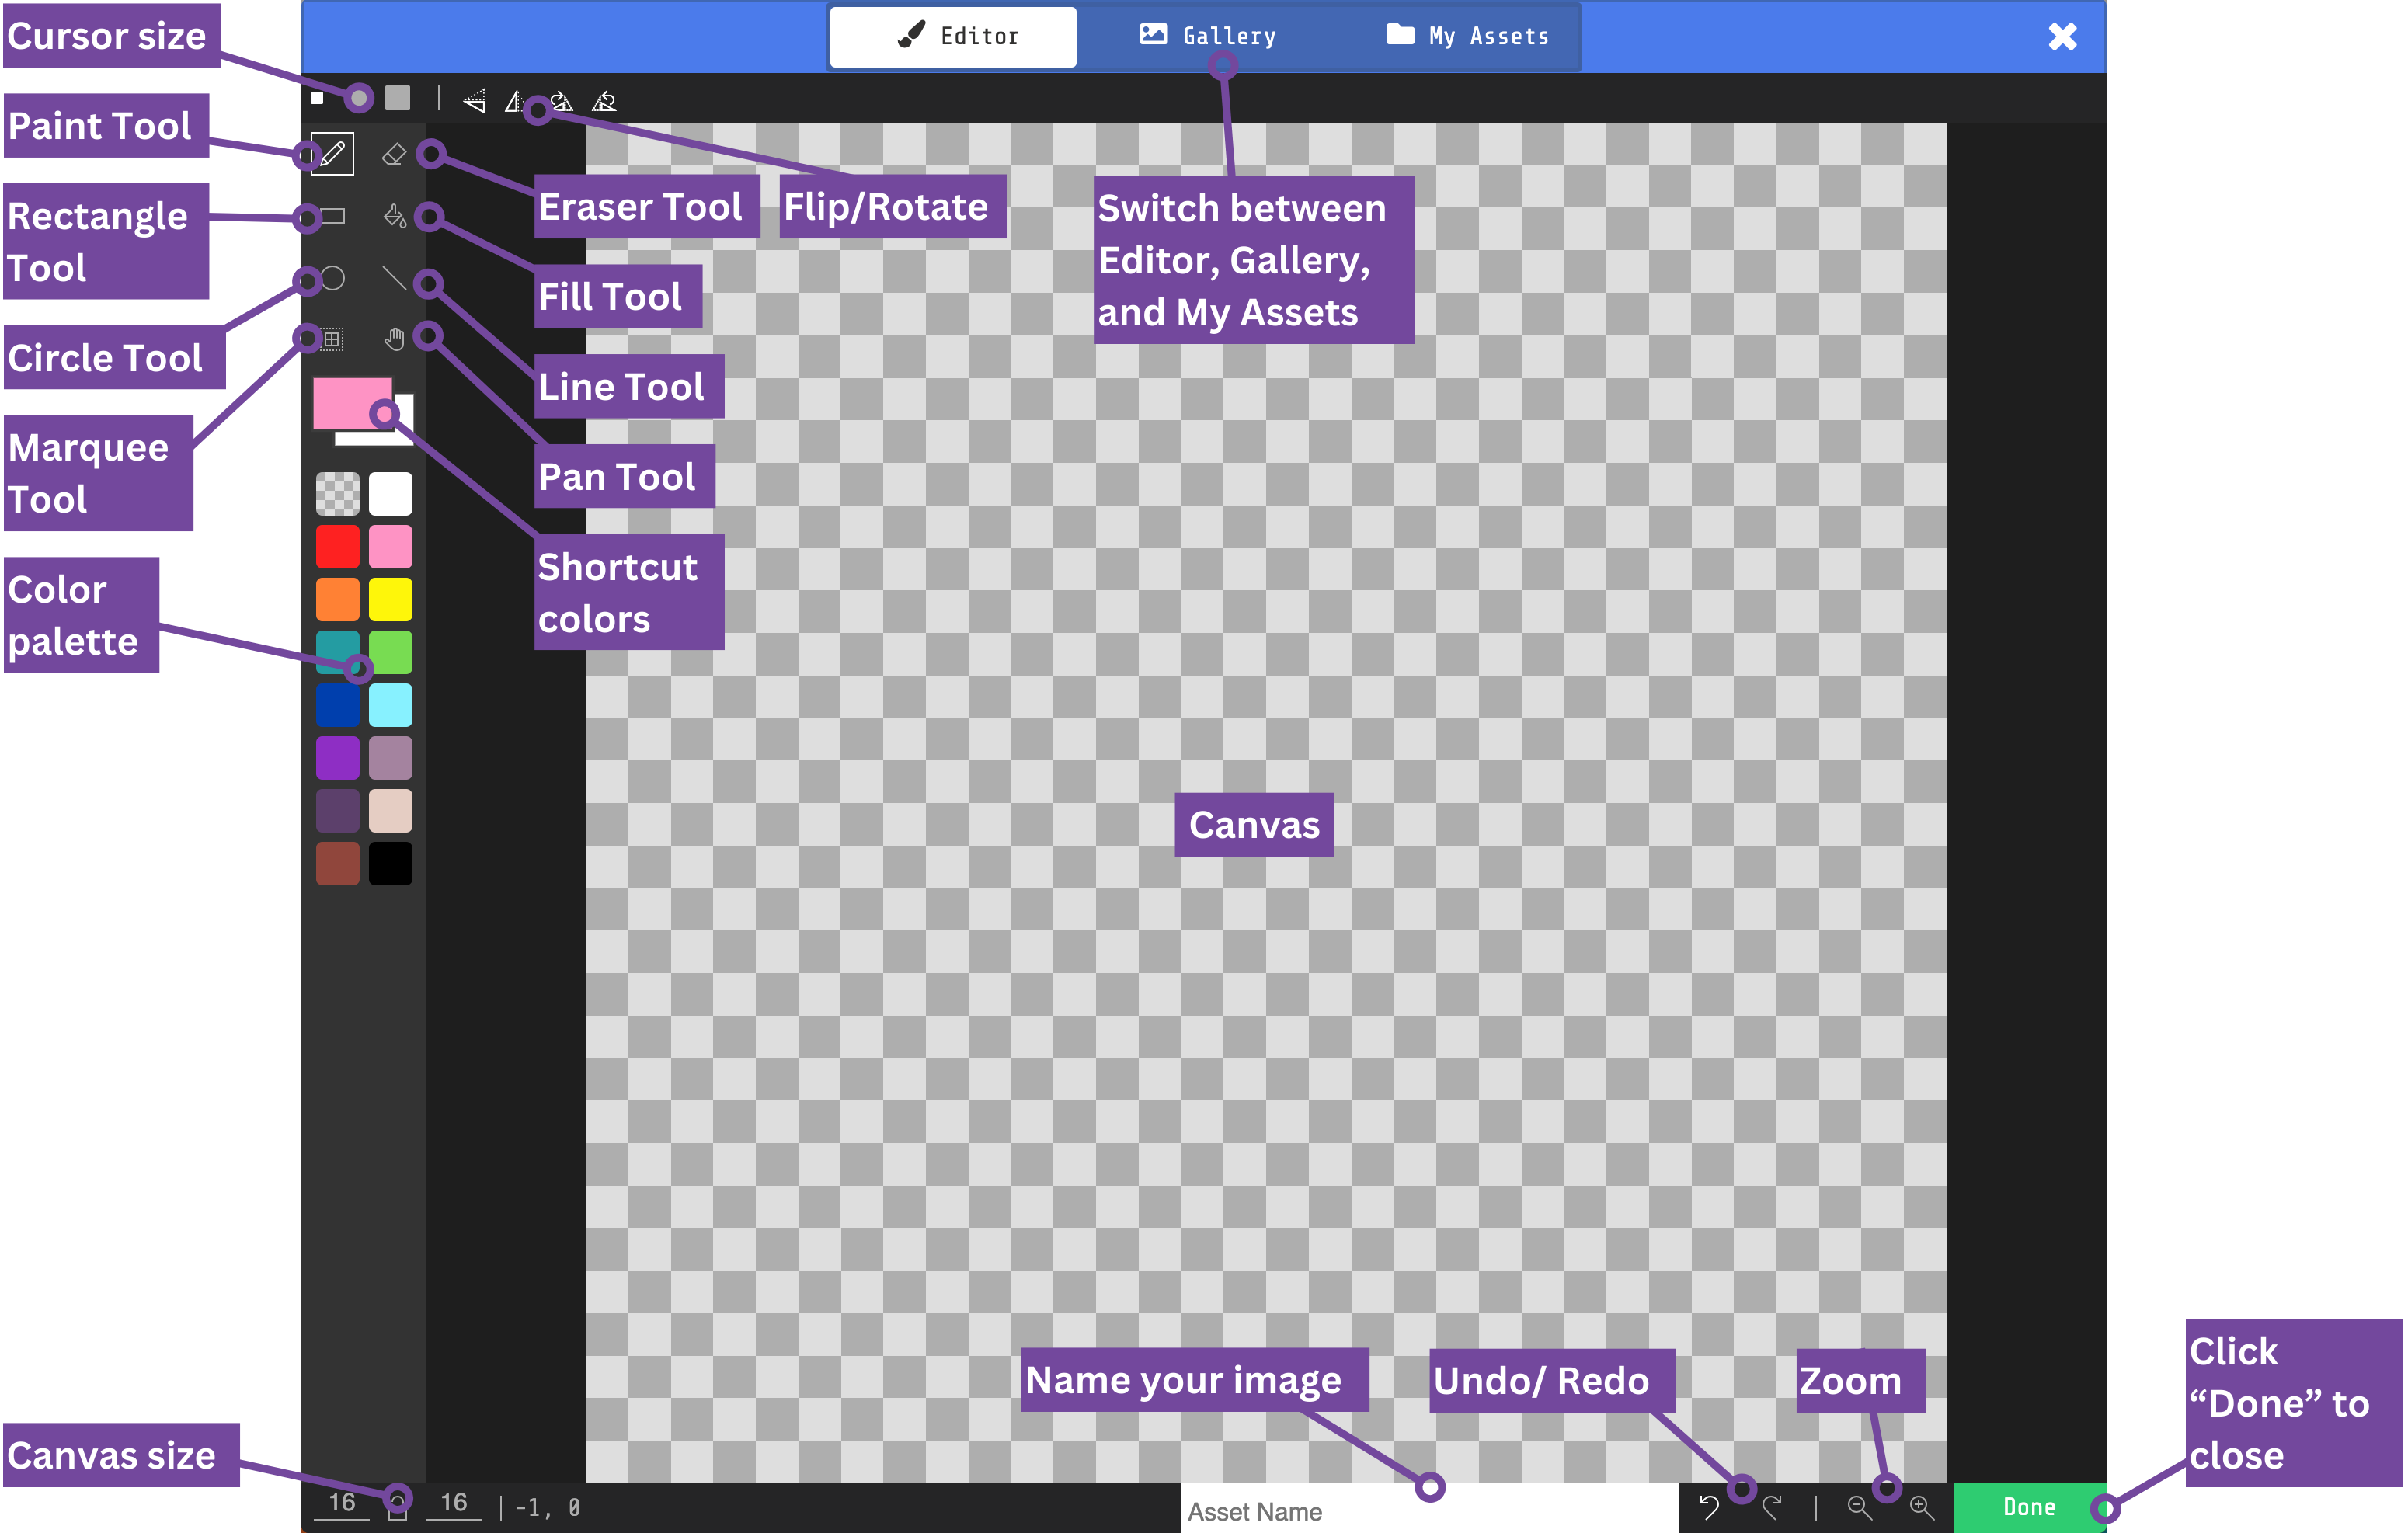 Cursor size
Editor
Gallery
My Assets
Paint Tool
Rectangle
Tool
Eraser Tool
Flip/Rotate
Switch between
Editor, Gallery,
and My Assets
Fill Tool
Circle Tool
Line Tool
Marquee
Tool
Pan Tool
Shortcut
colors
Color
palette
Canvas
Name your image
Undo/ Redo
Zoom
Click
“Done” to
close
Canvas size
16
16
-1, 0
Asset Name
Done